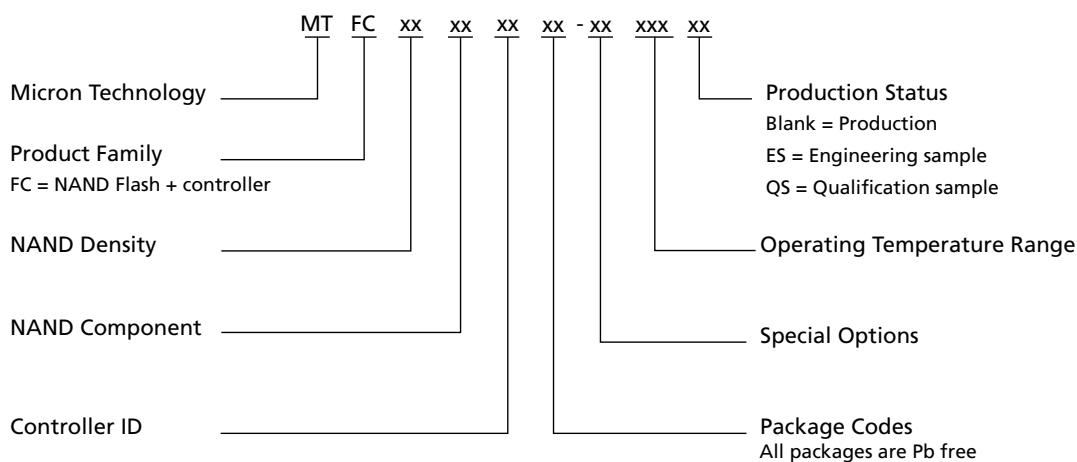 MT FC xx xx xx xx - xx xxx xx
Micron Technology
Product Family
FC = NAND Flash + controller
NAND Density
NAND Component
Controller ID
Production Status
Blank = Production
ES = Engineering sample
QS = Qualification sample
Operating Temperature Range
Special Options
Package Codes
All packages are Pb free